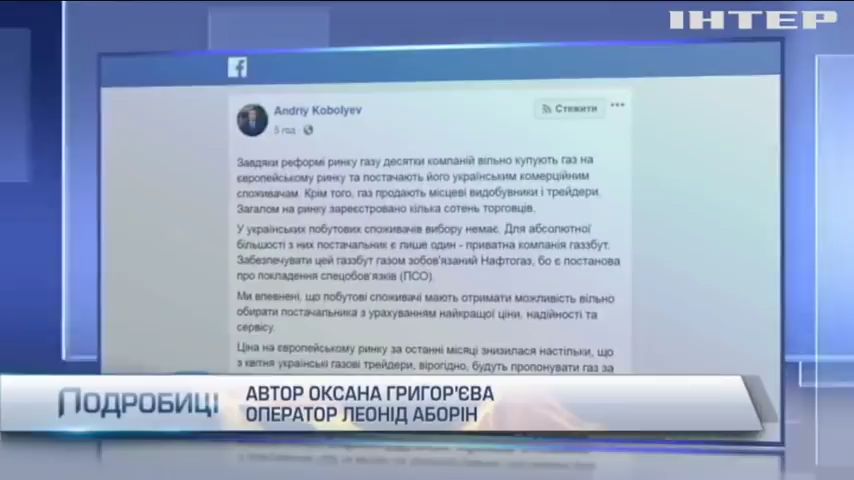 ІНТЕР
f
Andriy Kobolyev
Стежити
5 год
Завдяки реформі ринку газу десятки компаній вільно купують газ на
європейському ринку та постачають його українським комерційним
споживачам. Крім того, газ продають місцеві видобувники і трейдери.
Загалом на ринку зареєстровано кілька сотень торговців.
У українських побутових споживачів вибору немає. Для абсолютної
більшості з них постачальник є лише один - приватна компанія газзбут.
Забезпечувати цей газзбут газом зобов'язаний Нафтогаз, бо є постанова
про покладення спецобов'язків (ПСО).
Ми впевнені, що побутові споживачі мають отримати можливість вільно
обирати постачальника з урахуванням найкращої ціни, надійності та
сервісу.
Ціна на європейському ринку за останні місяці знизилася настільки, що
з квітня українські газові трейдери, вірогідно, будуть пропонувати газ за
ПОДРОБИЦІ
АВТОР ОКСАНА ГРИГОР'ЄВА
ОПЕРАТОР ЛЕОНІД АБОРІН